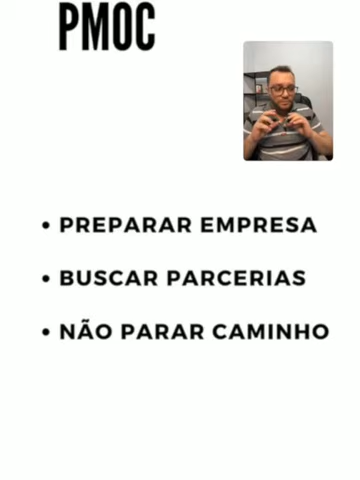 PMOC
• PREPARAR EMPRESA
• BUSCAR PARCERIAS
• NÃO PARAR CAMINHO